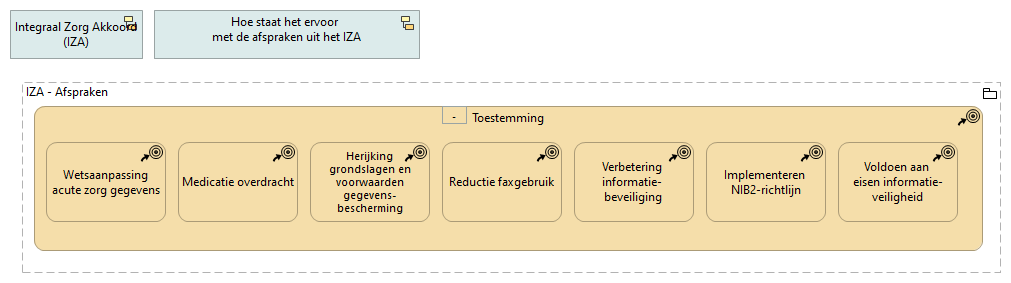 Integraal Zorg Akkoord
(IZA)
Hoe staat het ervoor
met de afspraken uit het IZA
IZA - Afspraken
- Toestemming
Wetsaanpassing
acute zorg gegevens
Medicatie overdracht
Herijking
grondslagen en
voorwaarden
gegevens-
bescherming
Reductie faxgebruik
Verbetering
informatie-
beveiliging
Implementeren
NIB2-richtlijn
Voldoen aan
eisen informatie-
veiligheid